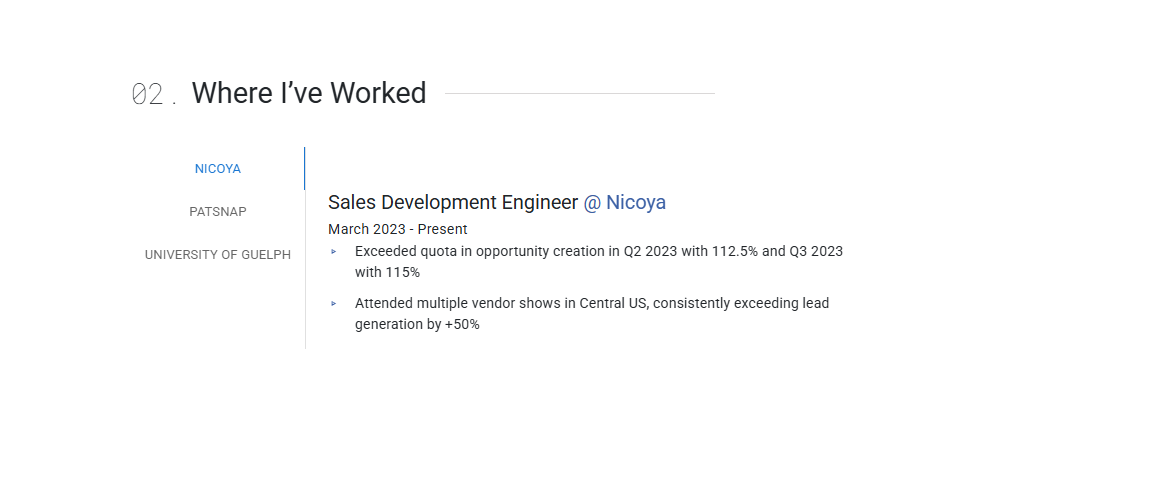 02. Where I’ve Worked
NICOYA
PATSNAP
UNIVERSITY OF GUELPH
Sales Development Engineer @ Nicoya
March 2023 - Present
Exceeded quota in opportunity creation in Q2 2023 with 112.5% and Q3 2023
with 115%
Attended multiple vendor shows in Central US, consistently exceeding lead
generation by +50%